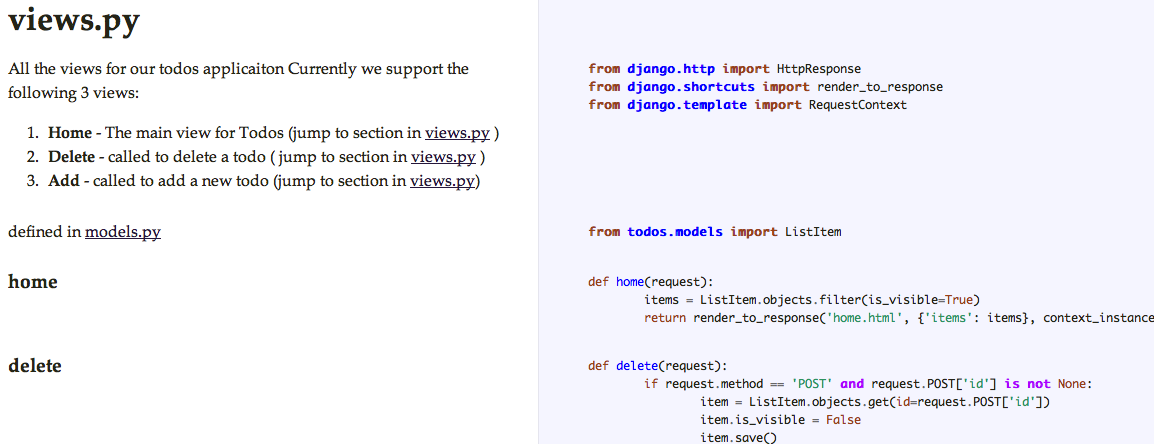 views.py
All the views for our todos applicaiton Currently we support the
following 3 views:
1. Home - The main view for Todos (jump to section in views.py )
2. Delete - called to delete a todo ( jump to section in views.py )
3. Add - called to add a new todo (jump to section in views.py)
from django.http import HttpResponse
from django.shortcuts import render_to_response
from django.template import RequestContext
defined in models.py
from todos.models import ListItem
home
def home(request):
items = ListItem.objects.filter(is_visible=True)
return render_to_response('home.html', {'items': items}, context_instance
delete
def delete(request):
if request.method == 'POST' and request.POST['id'] is not None:
item = ListItem.objects.get(id=request.POST['id'])
item.is_visible = False
item.save()